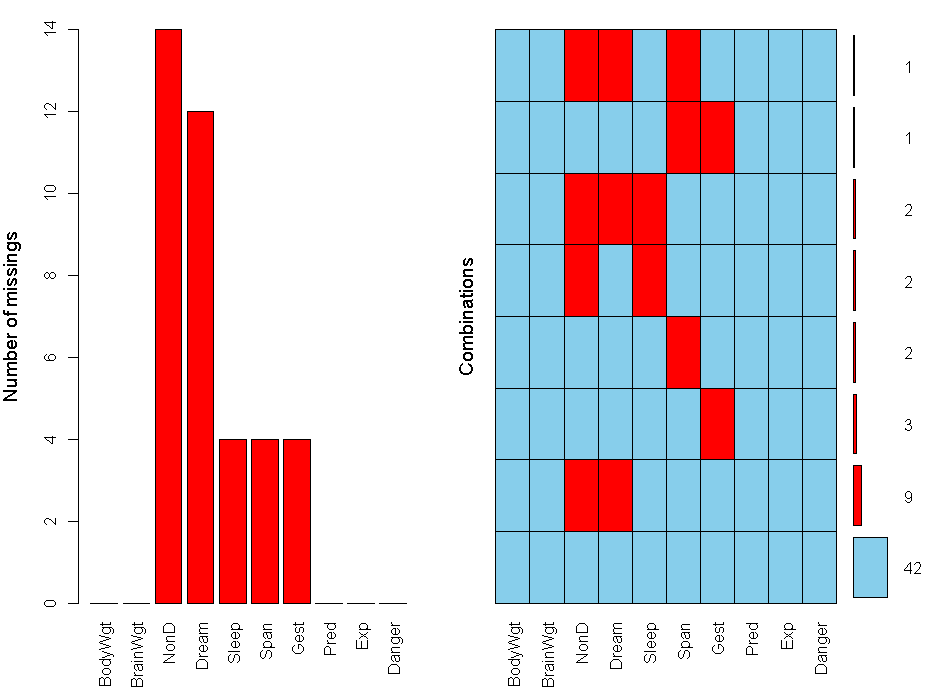 Number of missings
14
12
10
8
6
4
2
0
BodyWgt
BrainWgt
NonD
Dream
Sleep
Span
Gest
Pred
Exp
Danger
Combinations
1
1
2
2
2
3
9
42
BodyWgt
BrainWgt
NonD
Dream
Sleep
Span
Gest
Pred
Exp
Danger